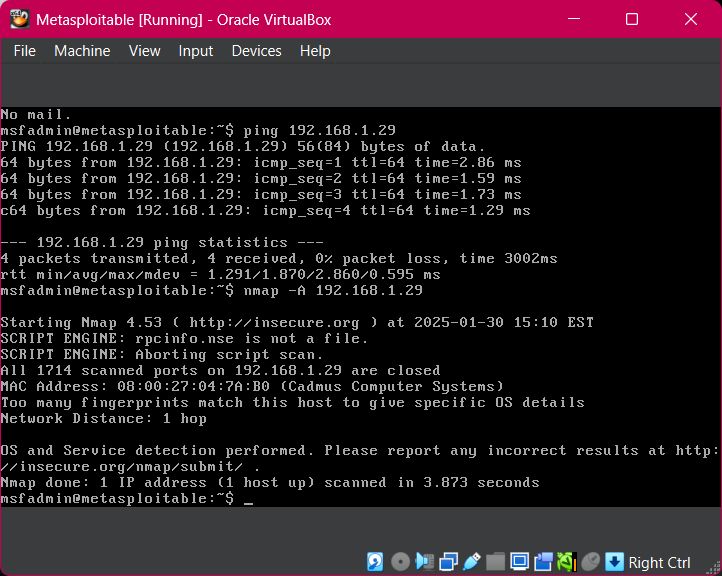 Metasploitable [Running] - Oracle VirtualBox
File Machine View Input Devices Help
No mail.
msfadmin@metasploitable:~$ ping 192.168.1.29
PING 192.168.1.29 (192.168.1.29) 56(84) bytes of data.
64 bytes from 192.168.1.29: icmp_seq=1 ttl=64 time=2.86 ms
64 bytes from 192.168.1.29: icmp_seq=2 ttl=64 time=1.59 ms
64 bytes from 192.168.1.29: icmp_seq=3 ttl=64 time=1.73 ms
c64 bytes from 192.168.1.29: icmp_seq=4 ttl=64 time=1.29 ms
--- 192.168.1.29 ping statistics ---
4 packets transmitted, 4 received, 0% packet loss, time 3002ms
rtt min/avg/max/mdev = 1.291/1.870/2.860/0.595 ms
msfadmin@metasploitable:~$ nmap -A 192.168.1.29
Starting Nmap 4.53 ( http://insecure.org ) at 2025-01-30 15:10 EST
SCRIPT ENGINE: rpcinfo.nse is not a file.
SCRIPT ENGINE: Aborting script scan.
All 1714 scanned ports on 192.168.1.29 are closed
MAC Address: 08:00:27:04:7A:B0 (Cadmus Computer Systems)
Too many fingerprints match this host to give specific OS details
Network Distance: 1 hop
OS and Service detection performed. Please report any incorrect results at http:
//insecure.org/nmap/submit/ .
Nmap done: 1 IP address (1 host up) scanned in 3.873 seconds
msfadmin@metasploitable:~$ _
Right Ctrl